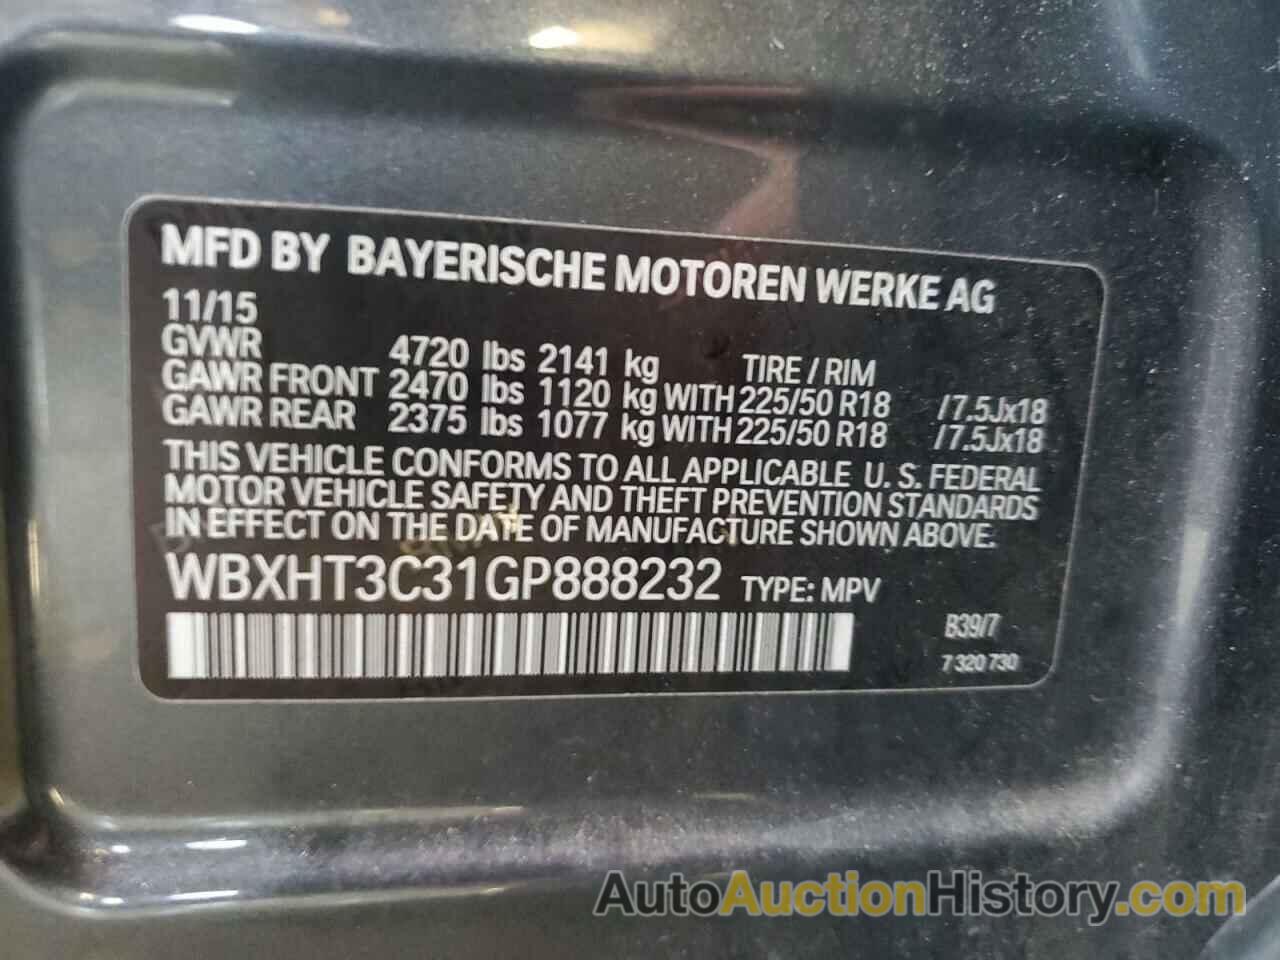 MFD BY BAYERISCHE MOTOREN WERKE AG
11/15
GVWR 4720 lbs 2141 kg TIRE / RIM
GAWR FRONT 2470 lbs 1120 kg WITH 225/50 R18 /7.5Jx18
GAWR REAR 2375 lbs 1077 kg WITH 225/50 R18 /7.5Jx18
THIS VEHICLE CONFORMS TO ALL APPLICABLE U. S. FEDERAL
MOTOR VEHICLE SAFETY AND THEFT PREVENTION STANDARDS
IN EFFECT ON THE DATE OF MANUFACTURE SHOWN ABOVE.
WBXHT3C31GP888232 TYPE: MPV
B39/7
7 320 730
AutoAuctionHistory.com